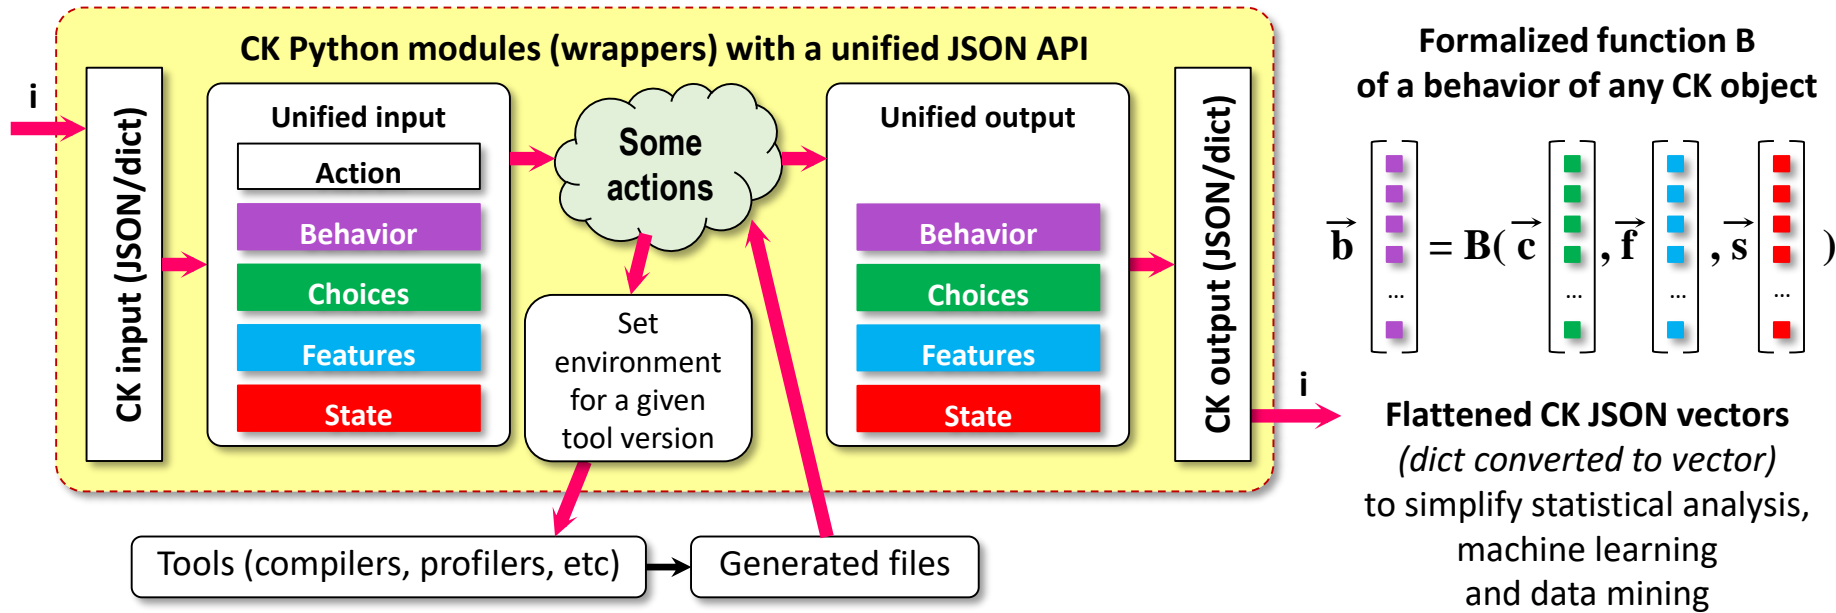 CK Python modules (wrappers) with a unified JSON API
i
CK input (JSON/dict)
Unified input
Action
Behavior
Choices
Features
State
Some
actions
Set
environment
for a given
tool version
Tools (compilers, profilers, etc)
Generated files
Unified output
Behavior
Choices
Features
State
CK output (JSON/dict)
i
Formalized function B
of a behavior of any CK object
b ... = B( c ... , f ... , s ... )
Flattened CK JSON vectors
(dict converted to vector)
to simplify statistical analysis,
machine learning
and data mining